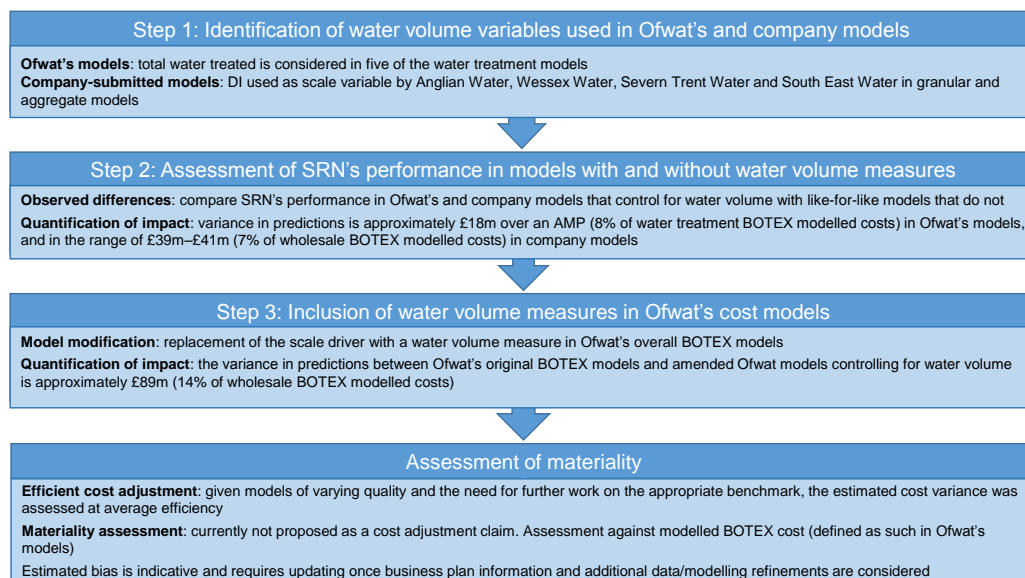 Step 1: Identification of water volume variables used in Ofwat's and company models
Ofwat's models: total water treated is considered in five of the water treatment models
Company-submitted models: DI used as scale variable by Anglian Water, Wessex Water, Severn Trent Water and South East Water in granular and
aggregate models
Step 2: Assessment of SRN's performance in models with and without water volume measures
Observed differences: compare SRN's performance in Ofwat's and company models that control for water volume with like-for-like models that do not
Quantification of impact: variance in predictions is approximately £18m over an AMP (8% of water treatment BOTEX modelled costs) in Ofwat's models,
and in the range of £39m–£41m (7% of wholesale BOTEX modelled costs) in company models
Step 3: Inclusion of water volume measures in Ofwat's cost models
Model modification: replacement of the scale driver with a water volume measure in Ofwat's overall BOTEX models
Quantification of impact: the variance in predictions between Ofwat's original BOTEX models and amended Ofwat models controlling for water volume
is approximately £89m (14% of wholesale BOTEX modelled costs)
Assessment of materiality
Efficient cost adjustment: given models of varying quality and the need for further work on the appropriate benchmark, the estimated cost variance was
assessed at average efficiency
Materiality assessment: currently not proposed as a cost adjustment claim. Assessment against modelled BOTEX cost (defined as such in Ofwat's
models)
Estimated bias is indicative and requires updating once business plan information and additional data/modelling refinements are considered